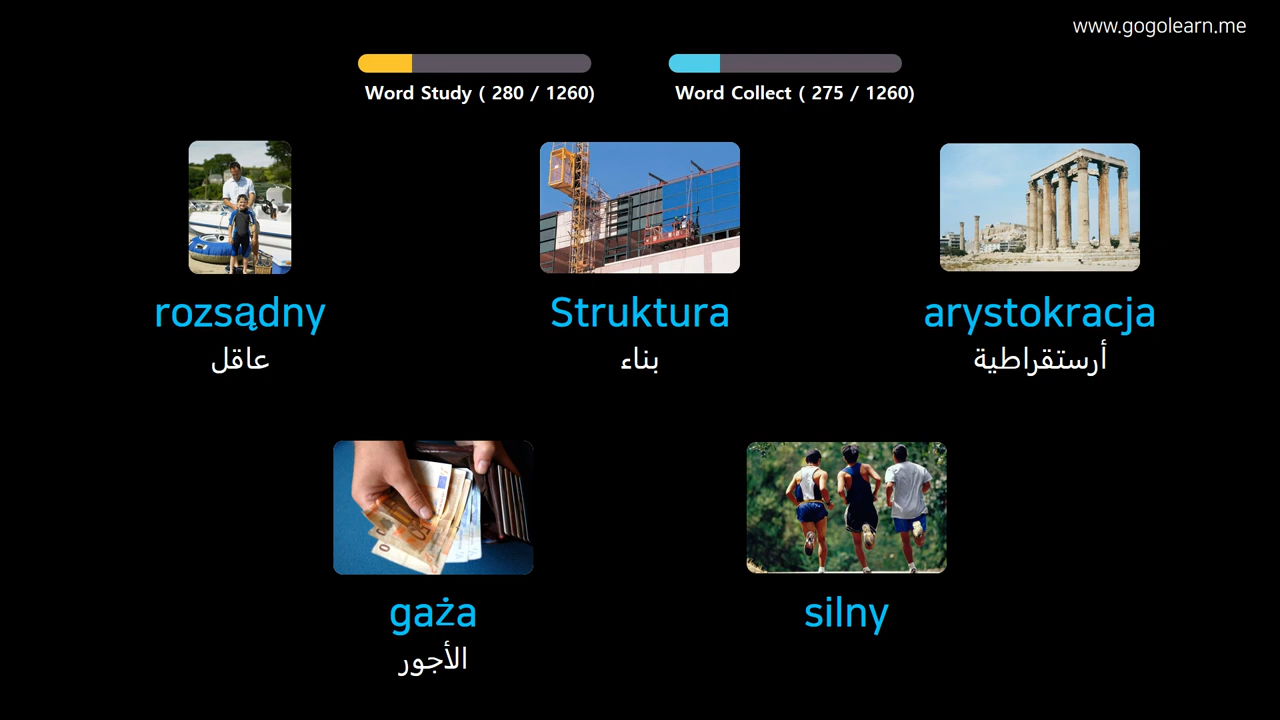 www.gogolearn.me
Word Study ( 280 / 1260)
Word Collect ( 275 / 1260)
rozsądny
عاقل
Struktura
بناء
arystokracja
أرستقراطية
gaża
الأجور
silny